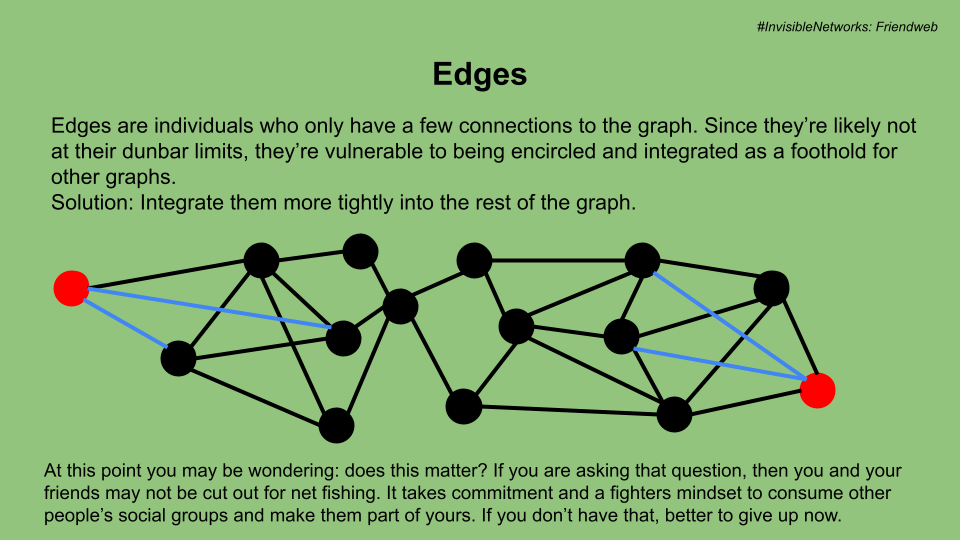 #InvisibleNetworks: Friendweb
Edges
Edges are individuals who only have a few connections to the graph. Since they’re likely not
at their dunbar limits, they’re vulnerable to being encircled and integrated as a foothold for
other graphs.
Solution: Integrate them more tightly into the rest of the graph.
At this point you may be wondering: does this matter? If you are asking that question, then you and your
friends may not be cut out for net fishing. It takes commitment and a fighters mindset to consume other
people’s social groups and make them part of yours. If you don’t have that, better to give up now.